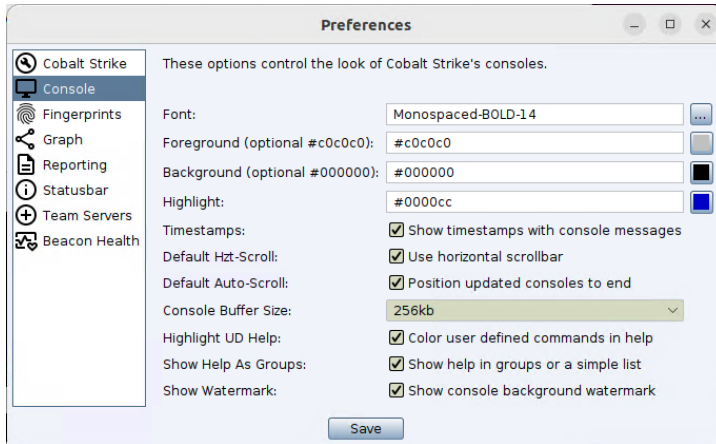 Preferences
Cobalt Strike
Console
Fingerprints
Graph
Reporting
Statusbar
Team Servers
Beacon Health
These options control the look of Cobalt Strike's consoles.
Font: Monospaced-BOLD-14 ...
Foreground (optional #c0c0c0): #c0c0c0
Background (optional #000000): #000000
Highlight: #0000cc
Timestamps: Show timestamps with console messages
Default Hzt-Scroll: Use horizontal scrollbar
Default Auto-Scroll: Position updated consoles to end
Console Buffer Size: 256kb
Highlight UD Help: Color user defined commands in help
Show Help As Groups: Show help in groups or a simple list
Show Watermark: Show console background watermark
Save